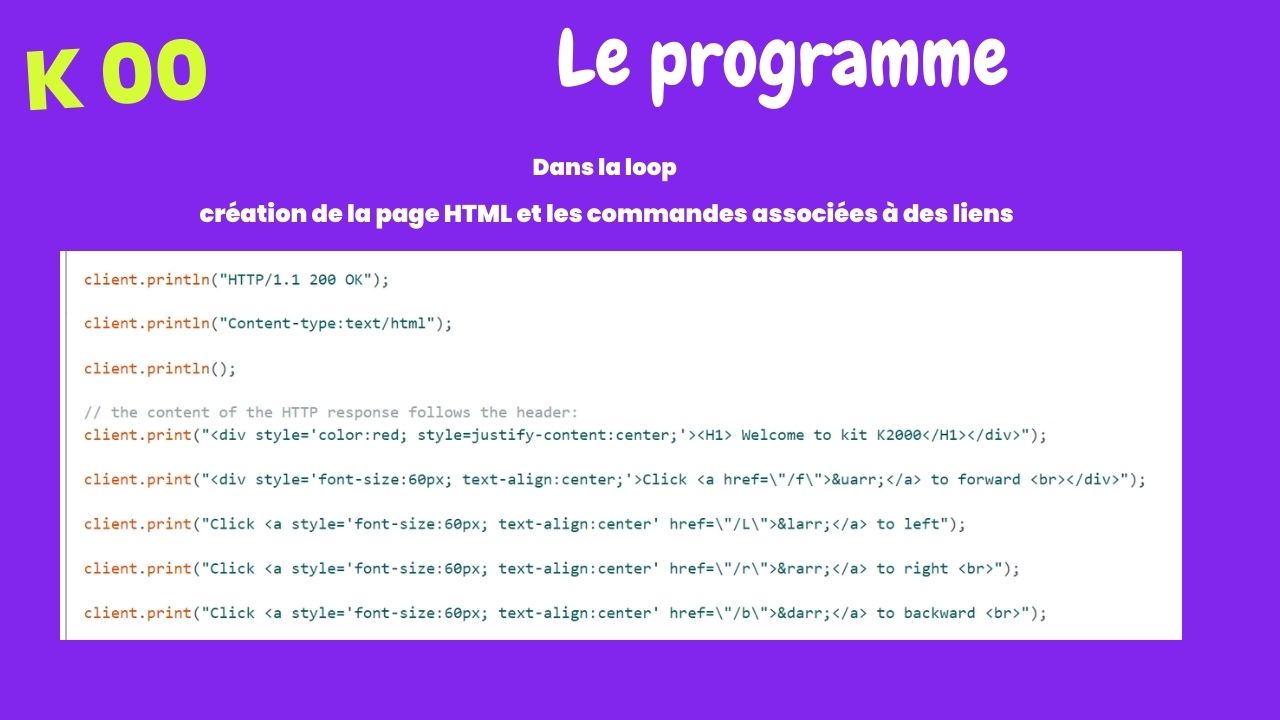 K 00
Le programme
Dans la loop
création de la page HTML et les commandes associées à des liens
client.println("HTTP/1.1 200 OK");
client.println("Content-type:text/html");
client.println();
// the content of the HTTP response follows the header:
client.print("<div style='color:red; style=justify-content:center;'><H1> Welcome to kit K2000</H1></div>");
client.print("<div style='font-size:60px; text-align:center;'>Click <a href=\"/f\">&uarr;</a> to forward <br></div>");
client.print("Click <a style='font-size:60px; text-align:center' href=\"/L\">&larr;</a> to left");
client.print("Click <a style='font-size:60px; text-align:center' href=\"/r\">&rarr;</a> to right <br>");
client.print("Click <a style='font-size:60px; text-align:center' href=\"/b\">&darr;</a> to backward <br>");